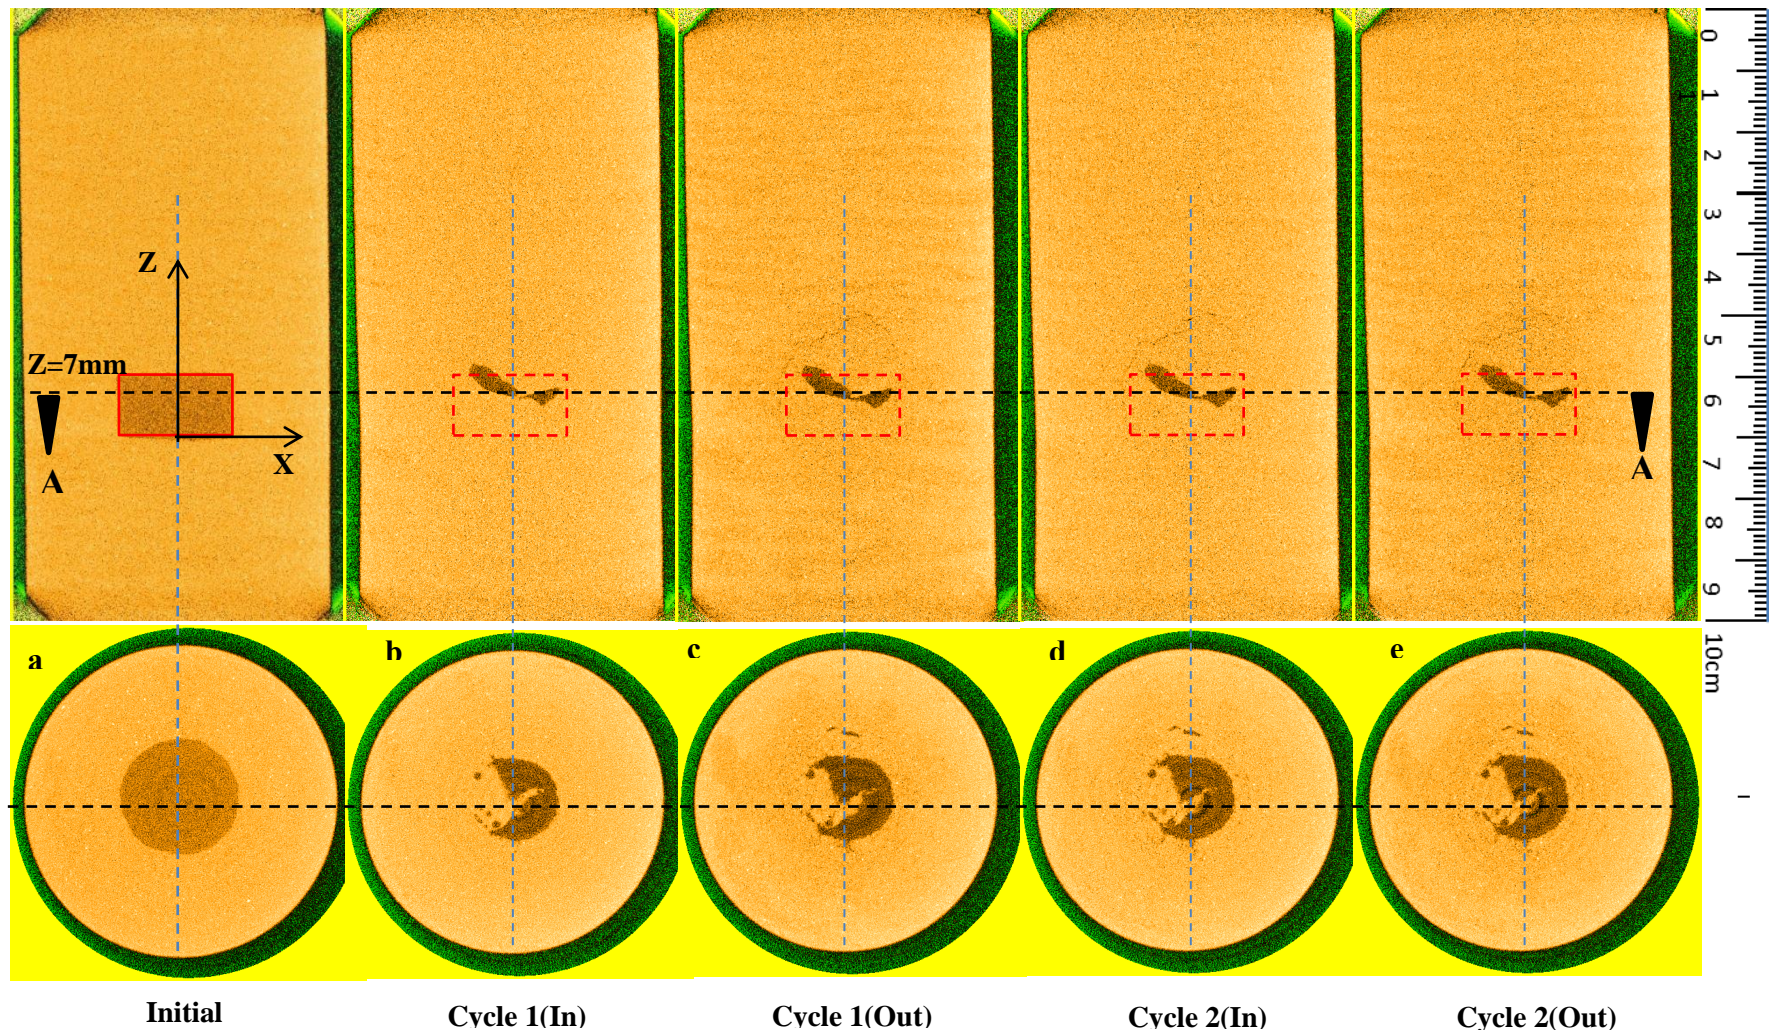 Z
Z=7mm
X
A
A
0
1
2
3
4
5
6
7
8
9
10cm
a
b
c
d
e
Initial
Cycle 1(In)
Cycle 1(Out)
Cycle 2(In)
Cycle 2(Out)